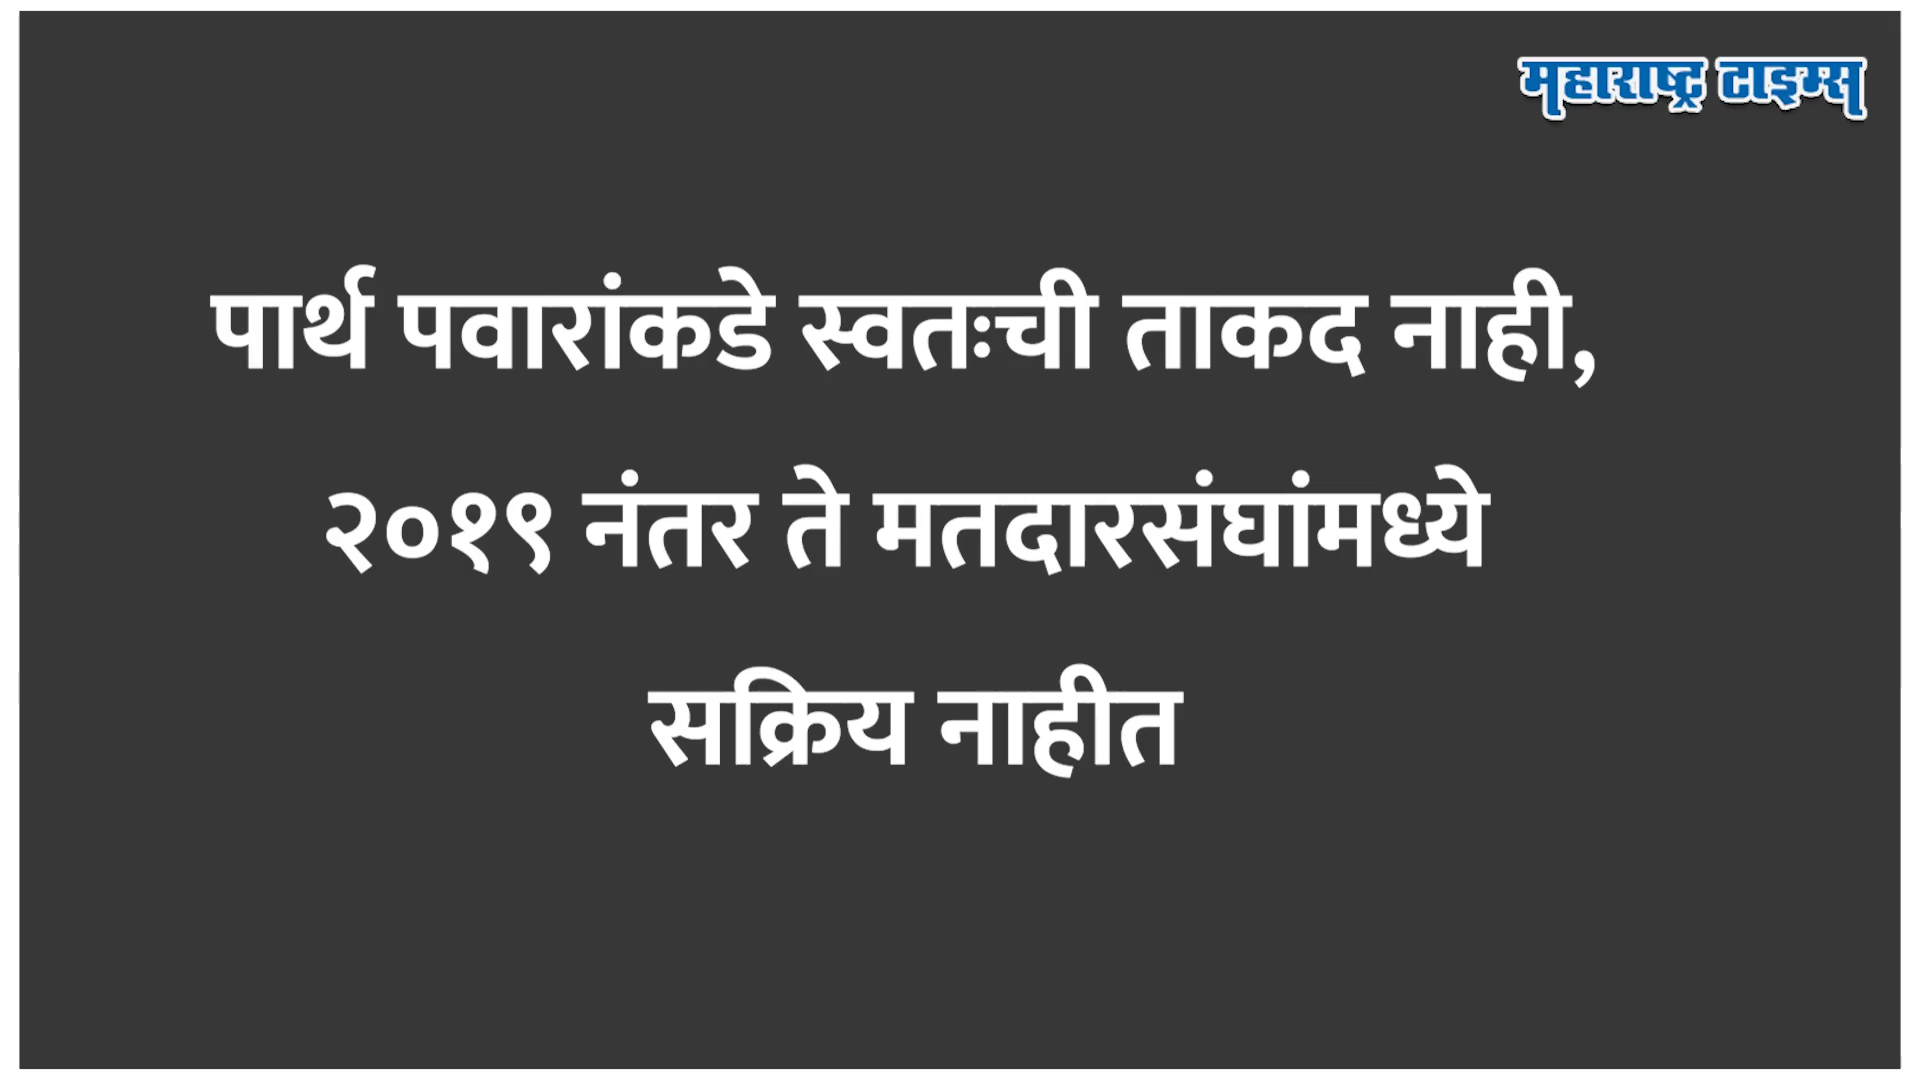 महाराष्ट्र टाइम्स
पार्थ पवारांकडे स्वतःची ताकद नाही,
२०१९ नंतर ते मतदारसंघांमध्ये
सक्रिय नाहीत